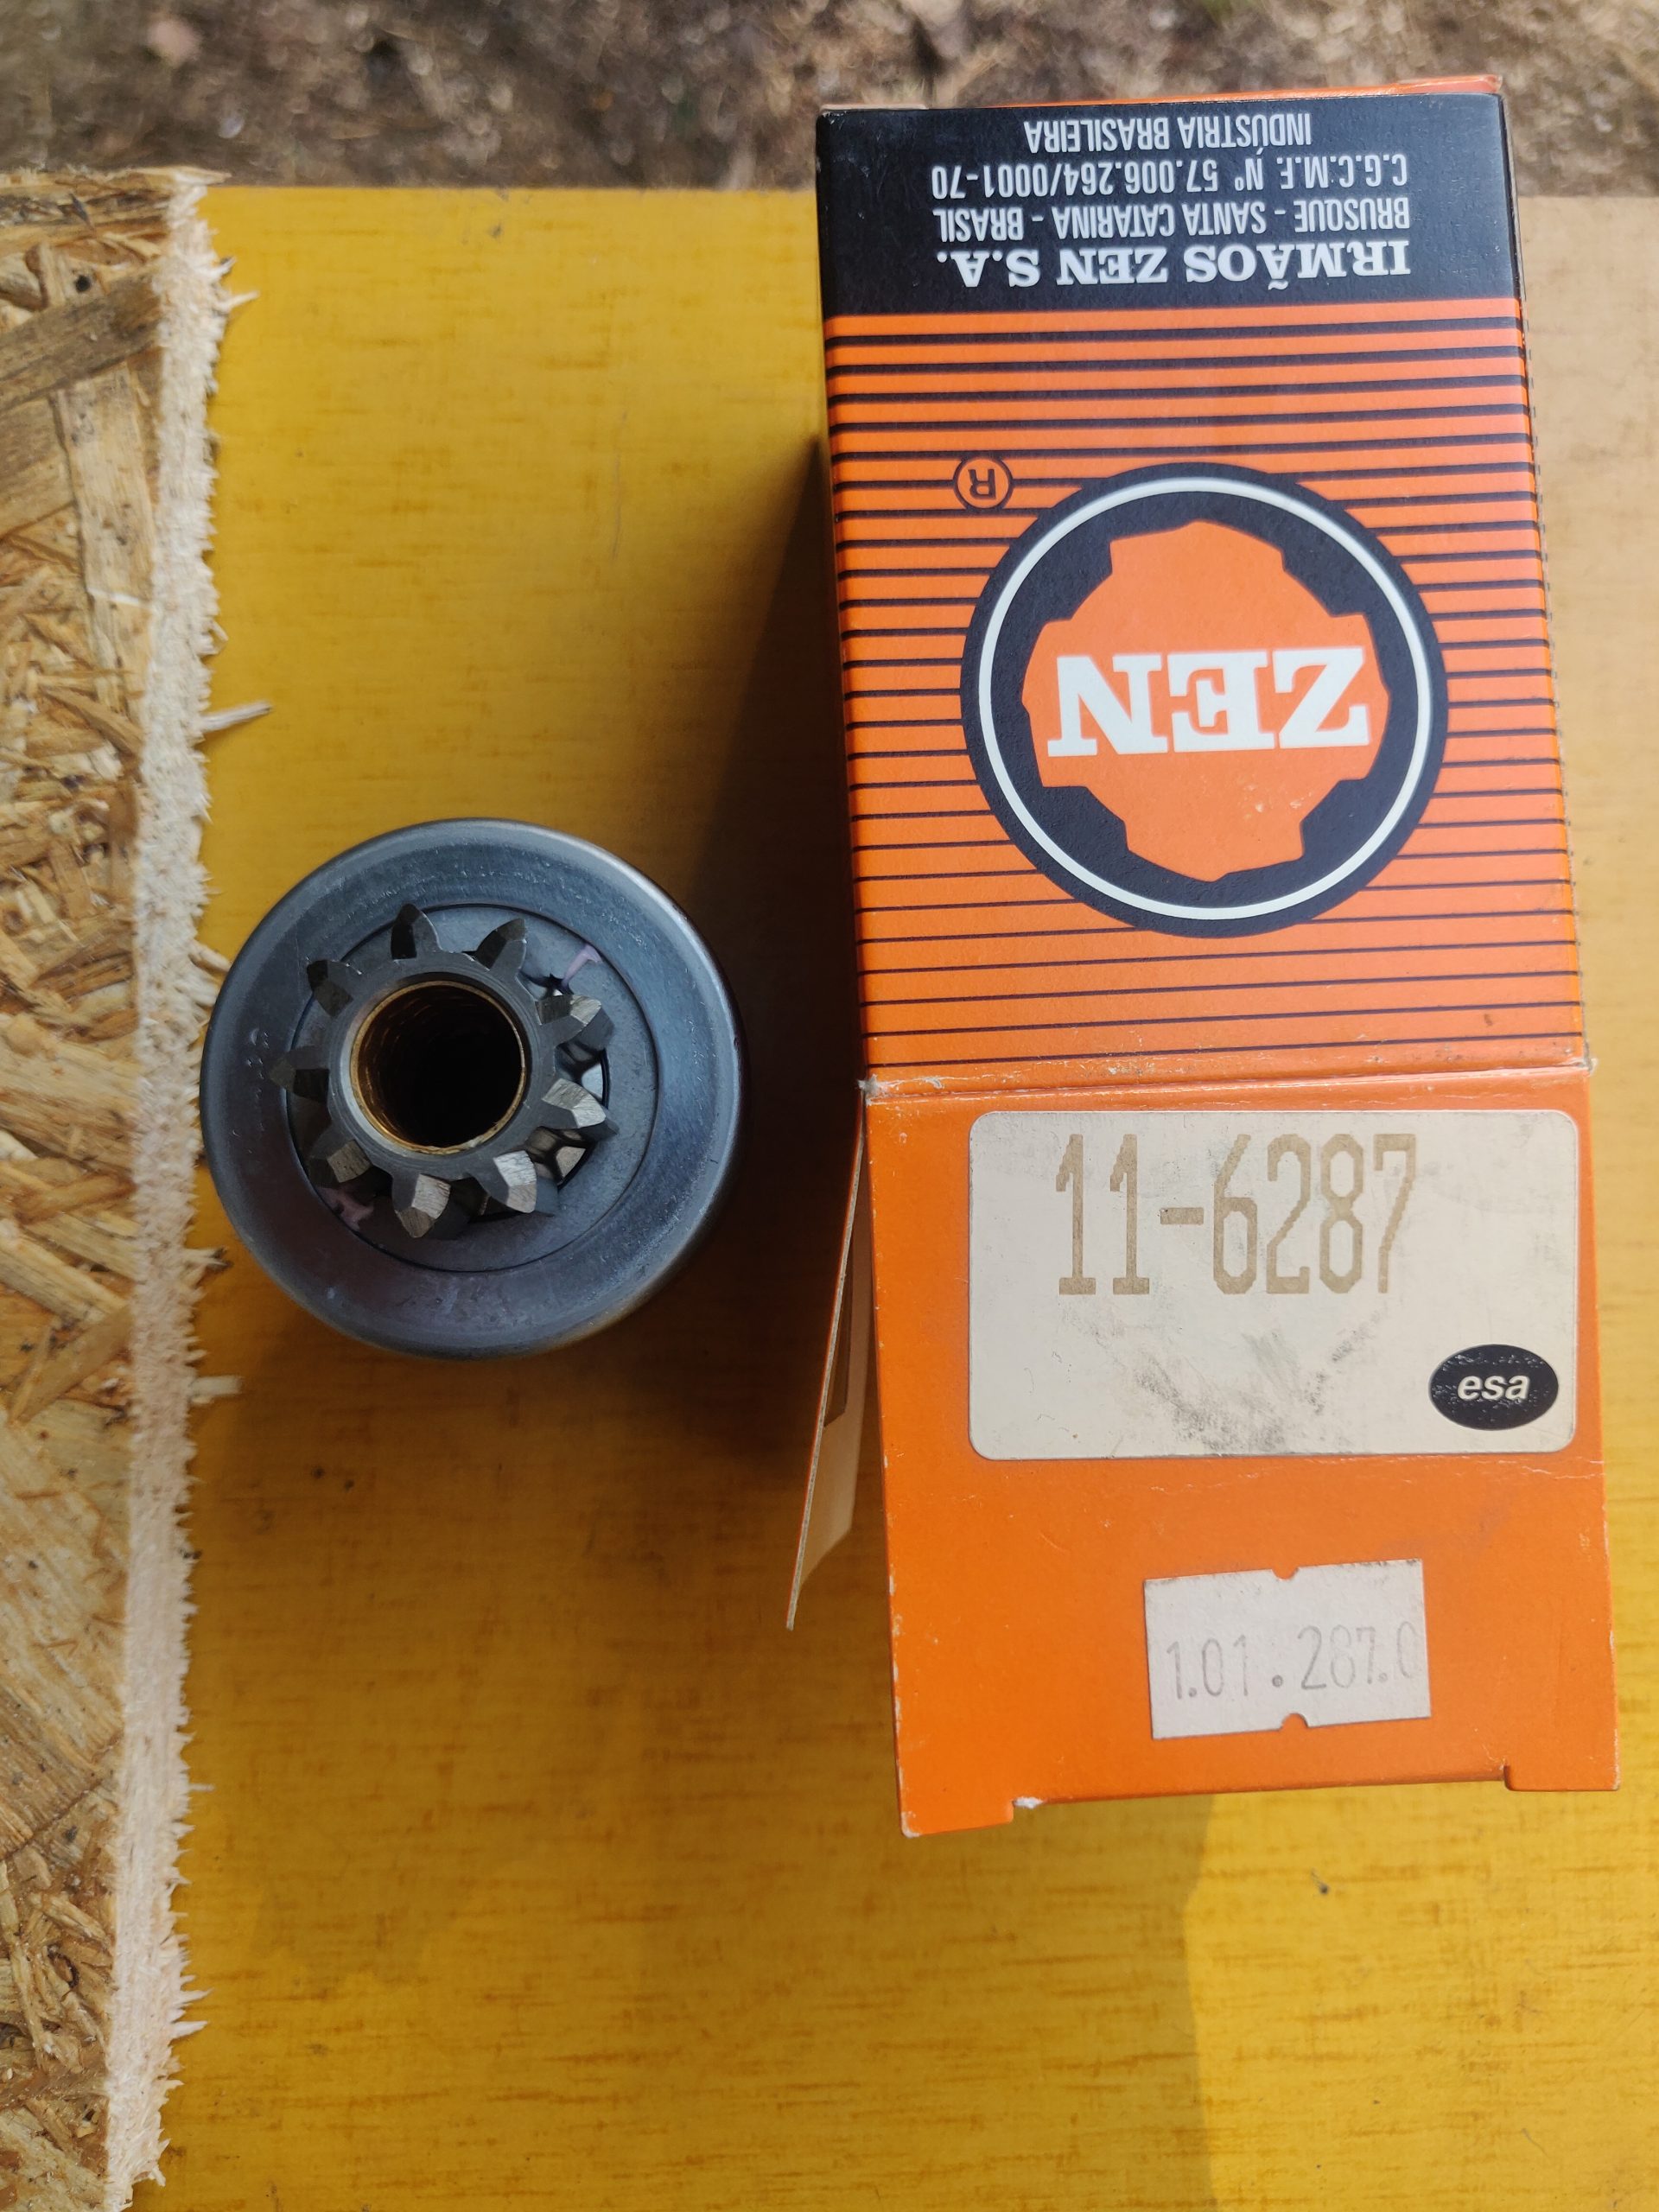 IRMÃOS ZEN S.A.
BRUSQUE - SANTA CATARINA - BRASIL
C.G.C.M.F. Nº 57.006.264/0001-70
INDÚSTRIA BRASILEIRA
ZEN
®
11-6287
esa
1.01.287.0